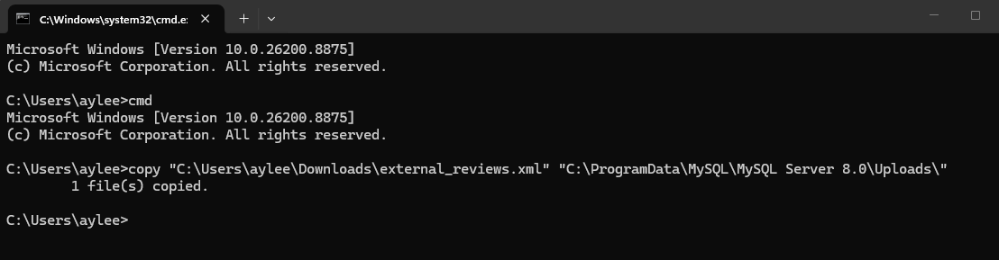 C:\Windows\system32\cmd.e:
Microsoft Windows [Version 10.0.26200.8875]
(c) Microsoft Corporation. All rights reserved.
C:\Users\aylee>cmd
Microsoft Windows [Version 10.0.26200.8875]
(c) Microsoft Corporation. All rights reserved.
C:\Users\aylee>copy "C:\Users\aylee\Downloads\external_reviews.xml" "C:\ProgramData\MySQL\MySQL Server 8.0\Uploads\"
        1 file(s) copied.
C:\Users\aylee>